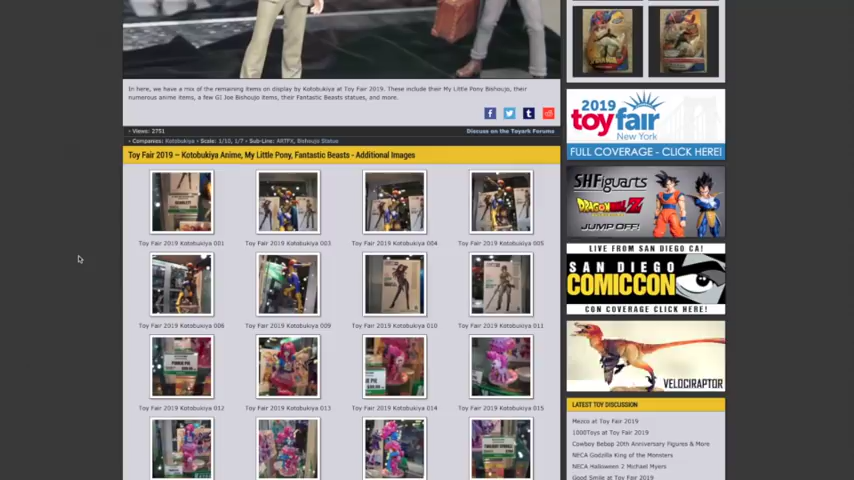 In here, we have a mix of the remaining items on display by Kotobukiya at Toy Fair 2019. These include their My Little Pony Bishoujo, their
numerous anime items, a few GI Joe Bishoujo items, their Fantastic Beasts statues, and more.
• Views: 2751
Discuss on the Toyark Forums
• Companes: Kotobukiya • Scale: 1/10, 1/7 • Sub-Line: ARTFX, Bishoujo Statue
Toy Fair 2019 – Kotobukiya Anime, My Little Pony, Fantastic Beasts - Additional Images
Toy Fair 2019 Kotobukiya 001
Toy Fair 2019 Kotobukiya 003
Toy Fair 2019 Kotobukiya 004
Toy Fair 2019 Kotobukiya 005
Toy Fair 2019 Kotobukiya 006
Toy Fair 2019 Kotobukiya 009
Toy Fair 2019 Kotobukiya 010
Toy Fair 2019 Kotobukiya 011
PINKIE PIE
Toy Fair 2019 Kotobukiya 012
Toy Fair 2019 Kotobukiya 013
Toy Fair 2019 Kotobukiya 014
Toy Fair 2019 Kotobukiya 015
2019
toyfair
New York
FULL COVERAGE - CLICK HERE!
SHFiguarts
DRAGONBALL Z
JUMP OFF!
LIVE FROM SAN DIEGO CA!
SAN DIEGO
COMICCON
CON COVERAGE CLICK HERE!
VELOCIRAPTOR
LATEST TOY DISCUSSION
Mezco at Toy Fair 2019
1000Toys at Toy Fair 2019
Cowboy Bebop 20th Anniversary Figures & More
NECA Godzilla King of the Monsters
NECA Halloween 2 Michael Myers
Good Smile at Toy Fair 2019